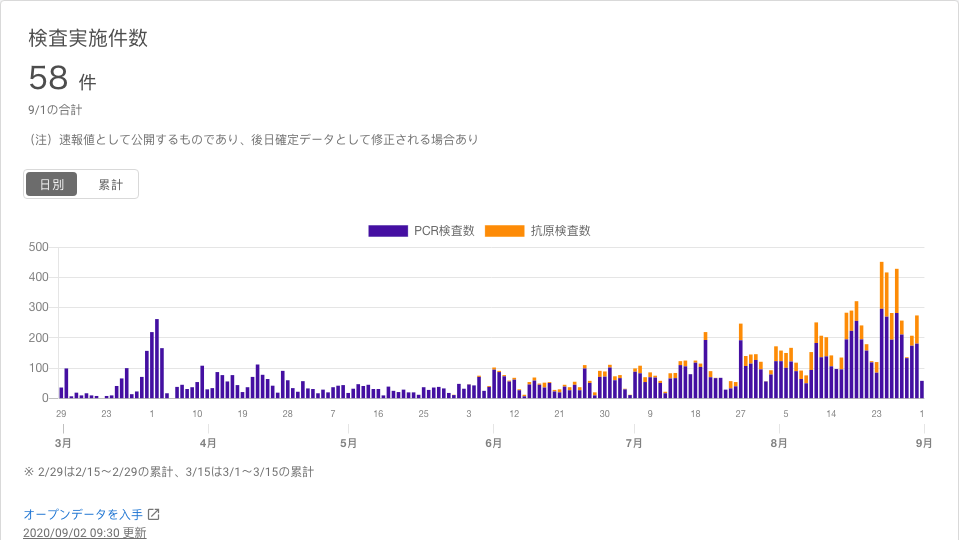 検査実施件数
58 件
9/1の合計
（注）速報値として公開するものであり、後日確定データとして修正される場合あり
日別 累計
PCR検査数 抗原検査数
500
400
300
200
100
0
29 23 1 10 19 28 7 16 25 3 12 21 30 9 18 27 5 14 23 1
3月 4月 5月 6月 7月 8月 9月
※ 2/29は2/15～2/29の累計、3/15は3/1～3/15の累計
オープンデータを入手
2020/09/02 09:30 更新